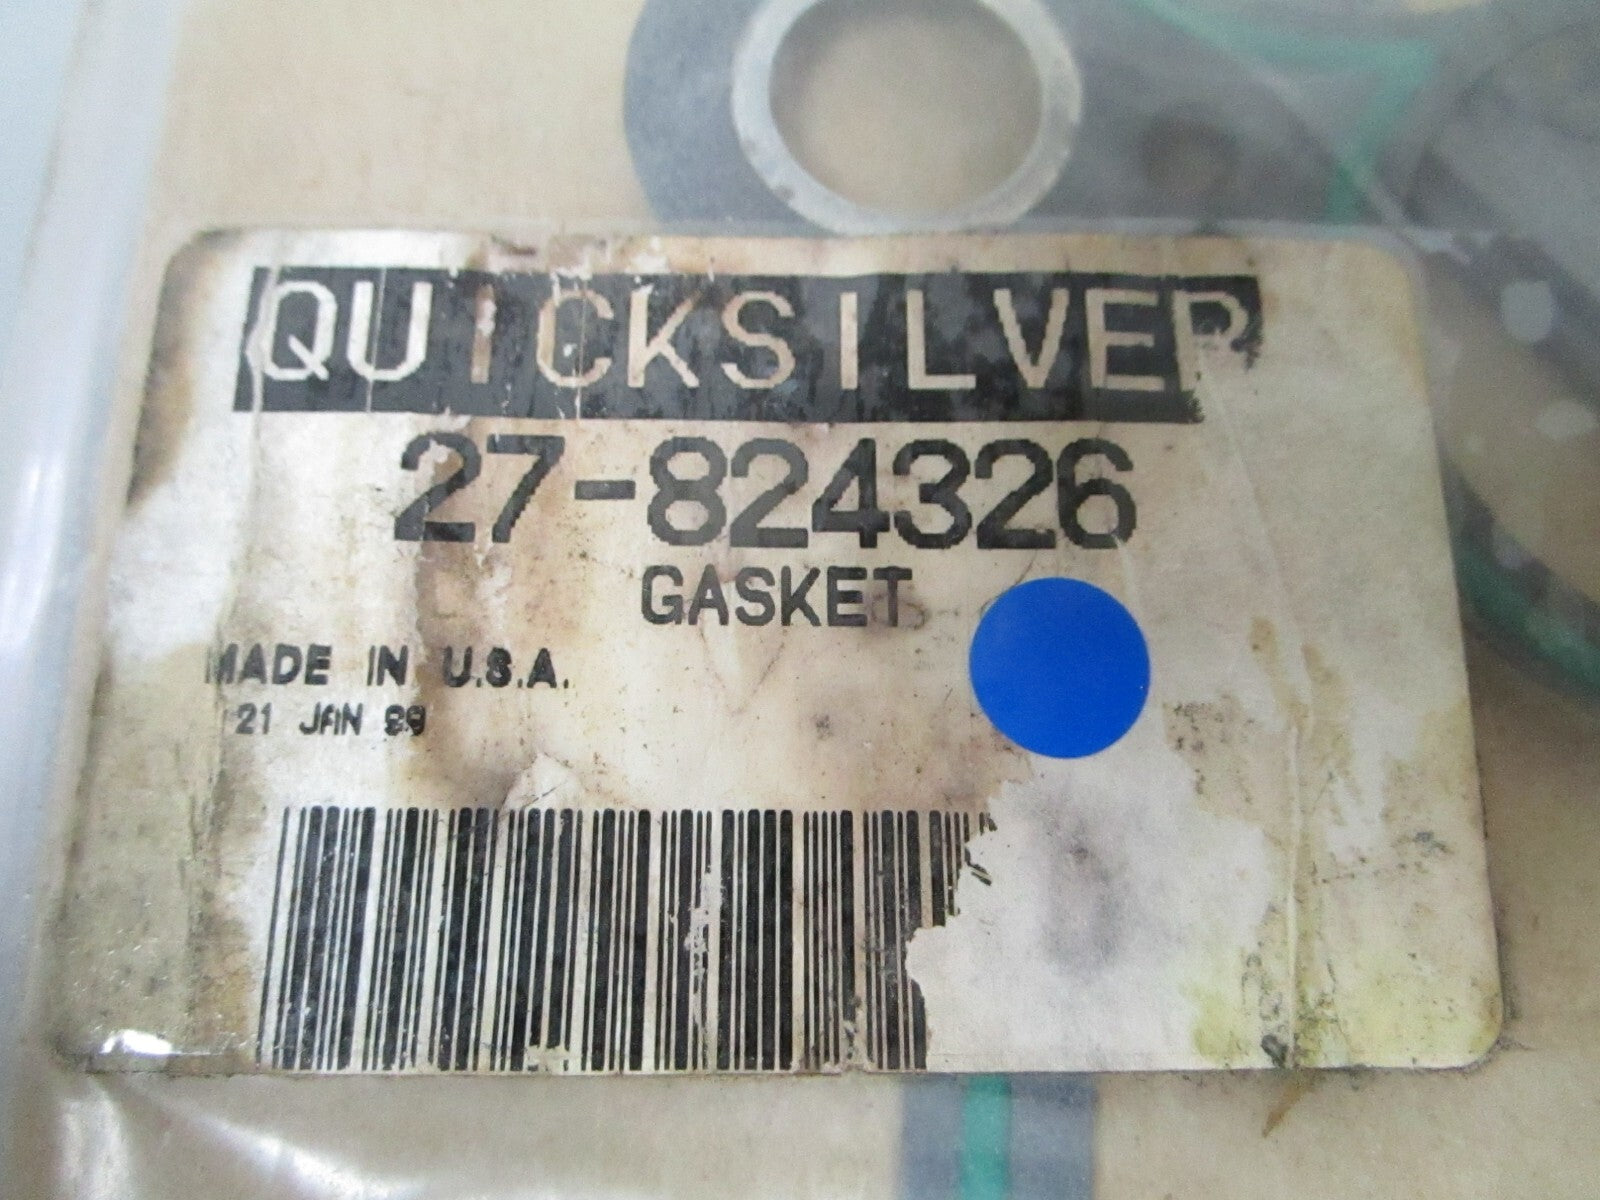 QUICKSILVER
27-824326
GASKET
MADE IN U.S.A.
21 JAN